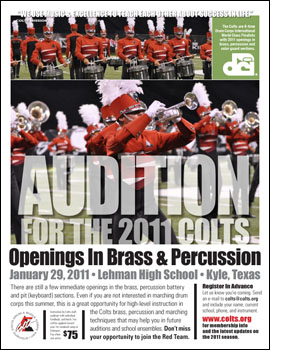 "WE USE MUSIC & EXCELLENCE TO TEACH EACH OTHER ABOUT SUCCESS IN LIFE"
The Colts are 8-time
Drum Corps International
World Class Finalists
with 2011 openings in
brass, percussion and
color guard sections.
dci
AUDITION
FOR THE 2011 COLTS.
Openings In Brass & Percussion
January 29, 2011 • Lehman High School • Kyle, Texas
There are still a few immediate openings in the brass, percussion battery
and pit (keyboard) sections. Even if you are not interested in marching drum
corps this summer, this is a great opportunity for high-level instruction in
the Colts brass, percussion and marching
techniques that may help you in future
auditions and school ensembles. Don't miss
your opportunity to join the Red Team.
$75
Register In Advance
Let us know you're coming. Send
an e-mail to colts@colts.org
and include your name, current
school, phone, and instrument.
www.colts.org
for membership info
and the latest updates on
the 2011 season.